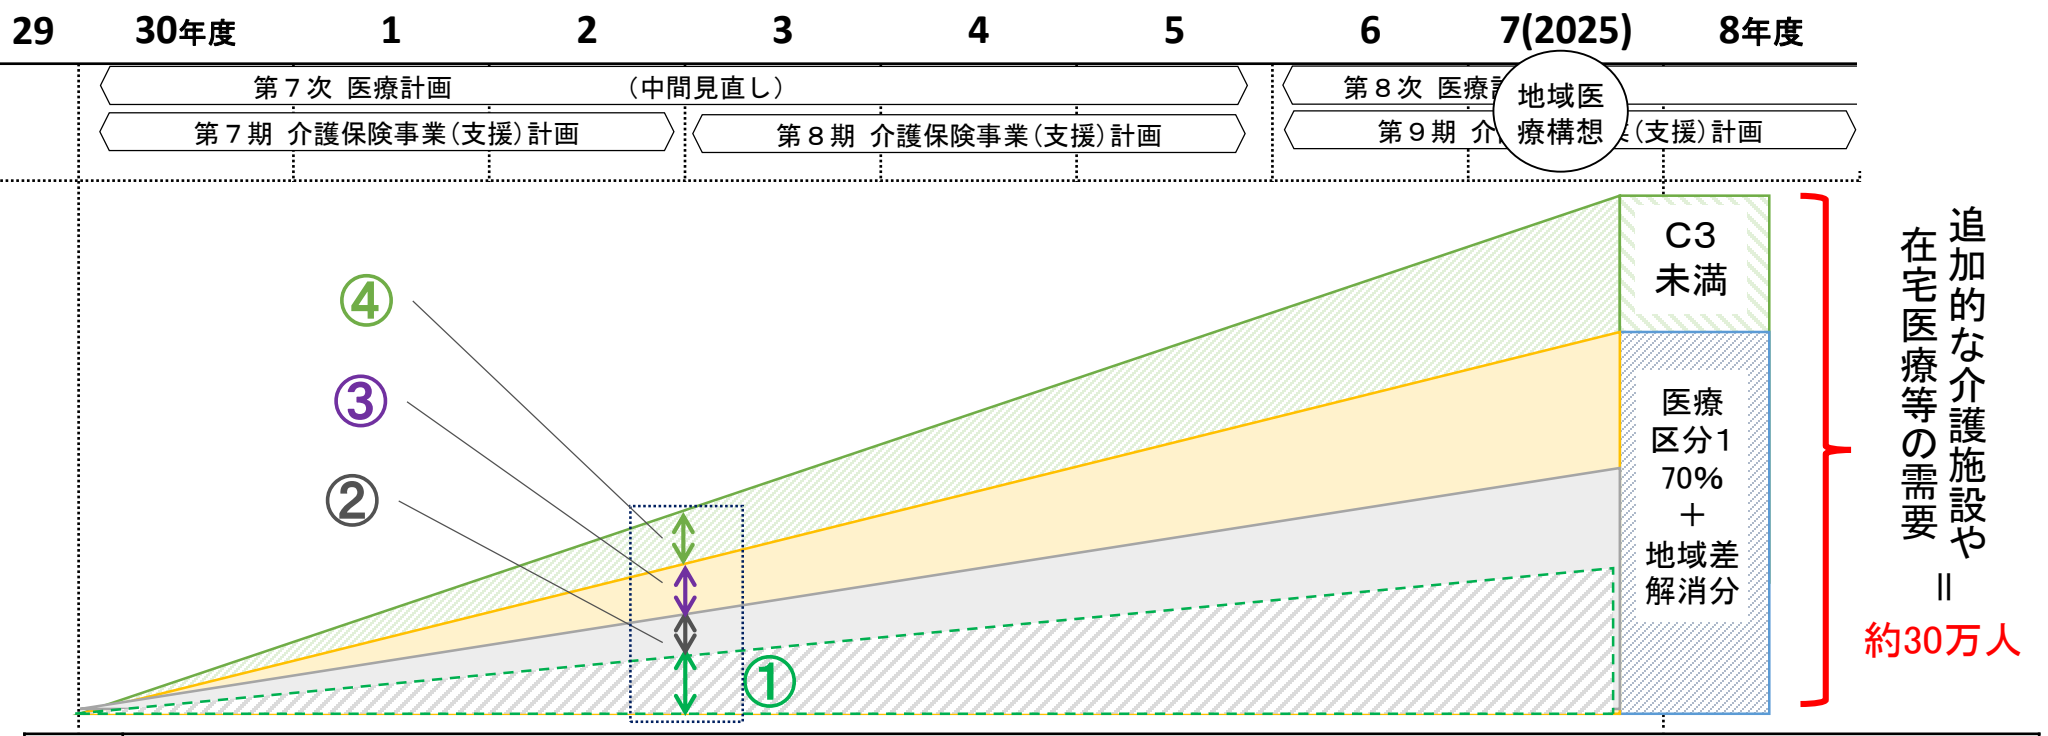 29 30年度 1 2 3 4 5 6 7(2025) 8年度
第７次 医療計画 （中間見直し）
第８次 医療計
第７期 介護保険事業（支援）計画
第８期 介護保険事業（支援）計画
第９期 介 （支援）計画
地域医
療構想
C3
未満
④
③
②
①
医療
区分１
70%
＋
地域差
解消分
追加的な介護施設や
在宅医療等の需要
＝
約30万人